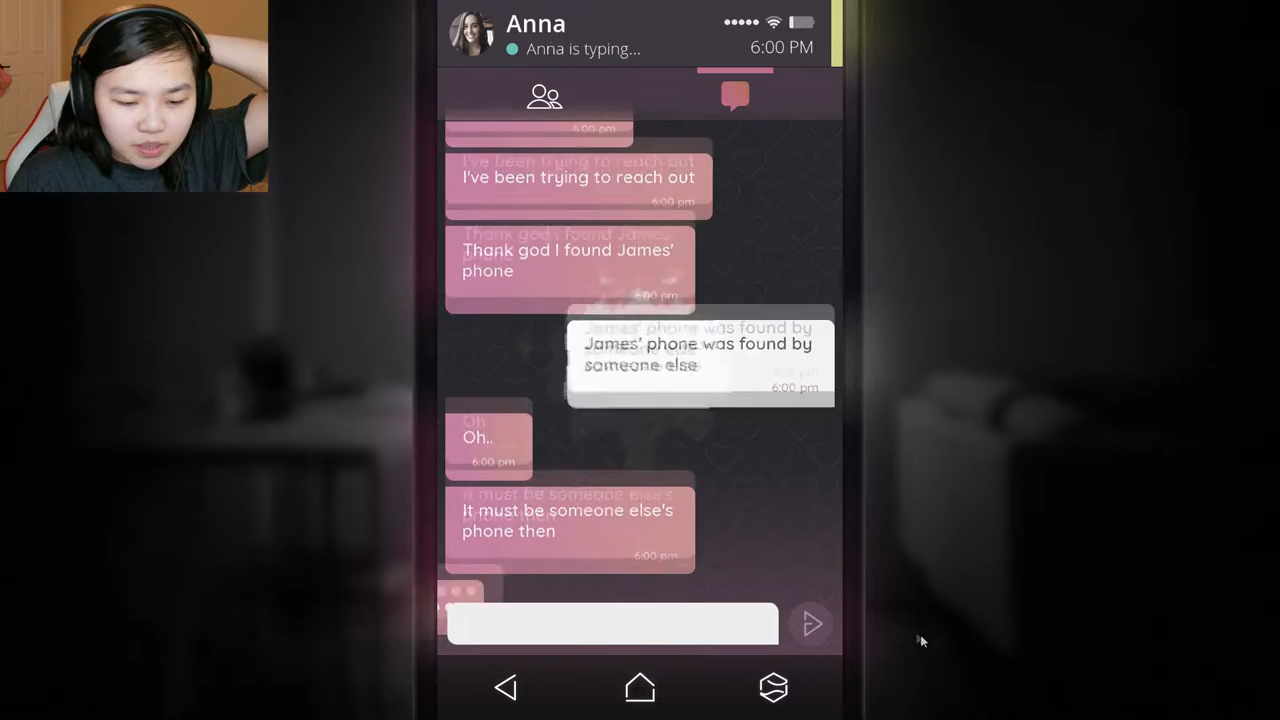 Anna
Anna is typing...
6:00 PM
6:00 pm
I've been trying to reach out
6:00 pm
Thank god I found James'
phone
6:00 pm
James' phone was found by
someone else
6:00 pm
Oh..
6:00 pm
It must be someone else's
phone then
6:00 pm